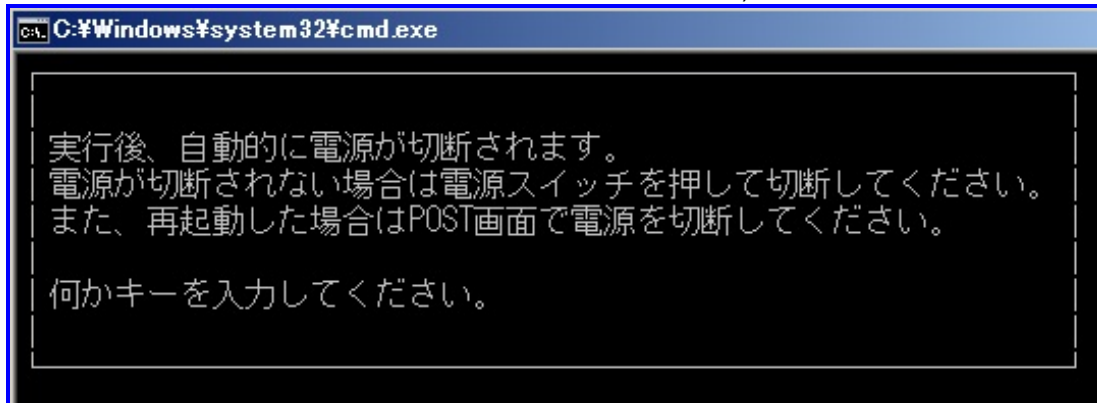 C:¥Windows¥system32¥cmd.exe
実行後、自動的に電源が切断されます。
電源が切断されない場合は電源スイッチを押して切断してください。
また、再起動した場合はPOST画面で電源を切断してください。
何かキーを入力してください。